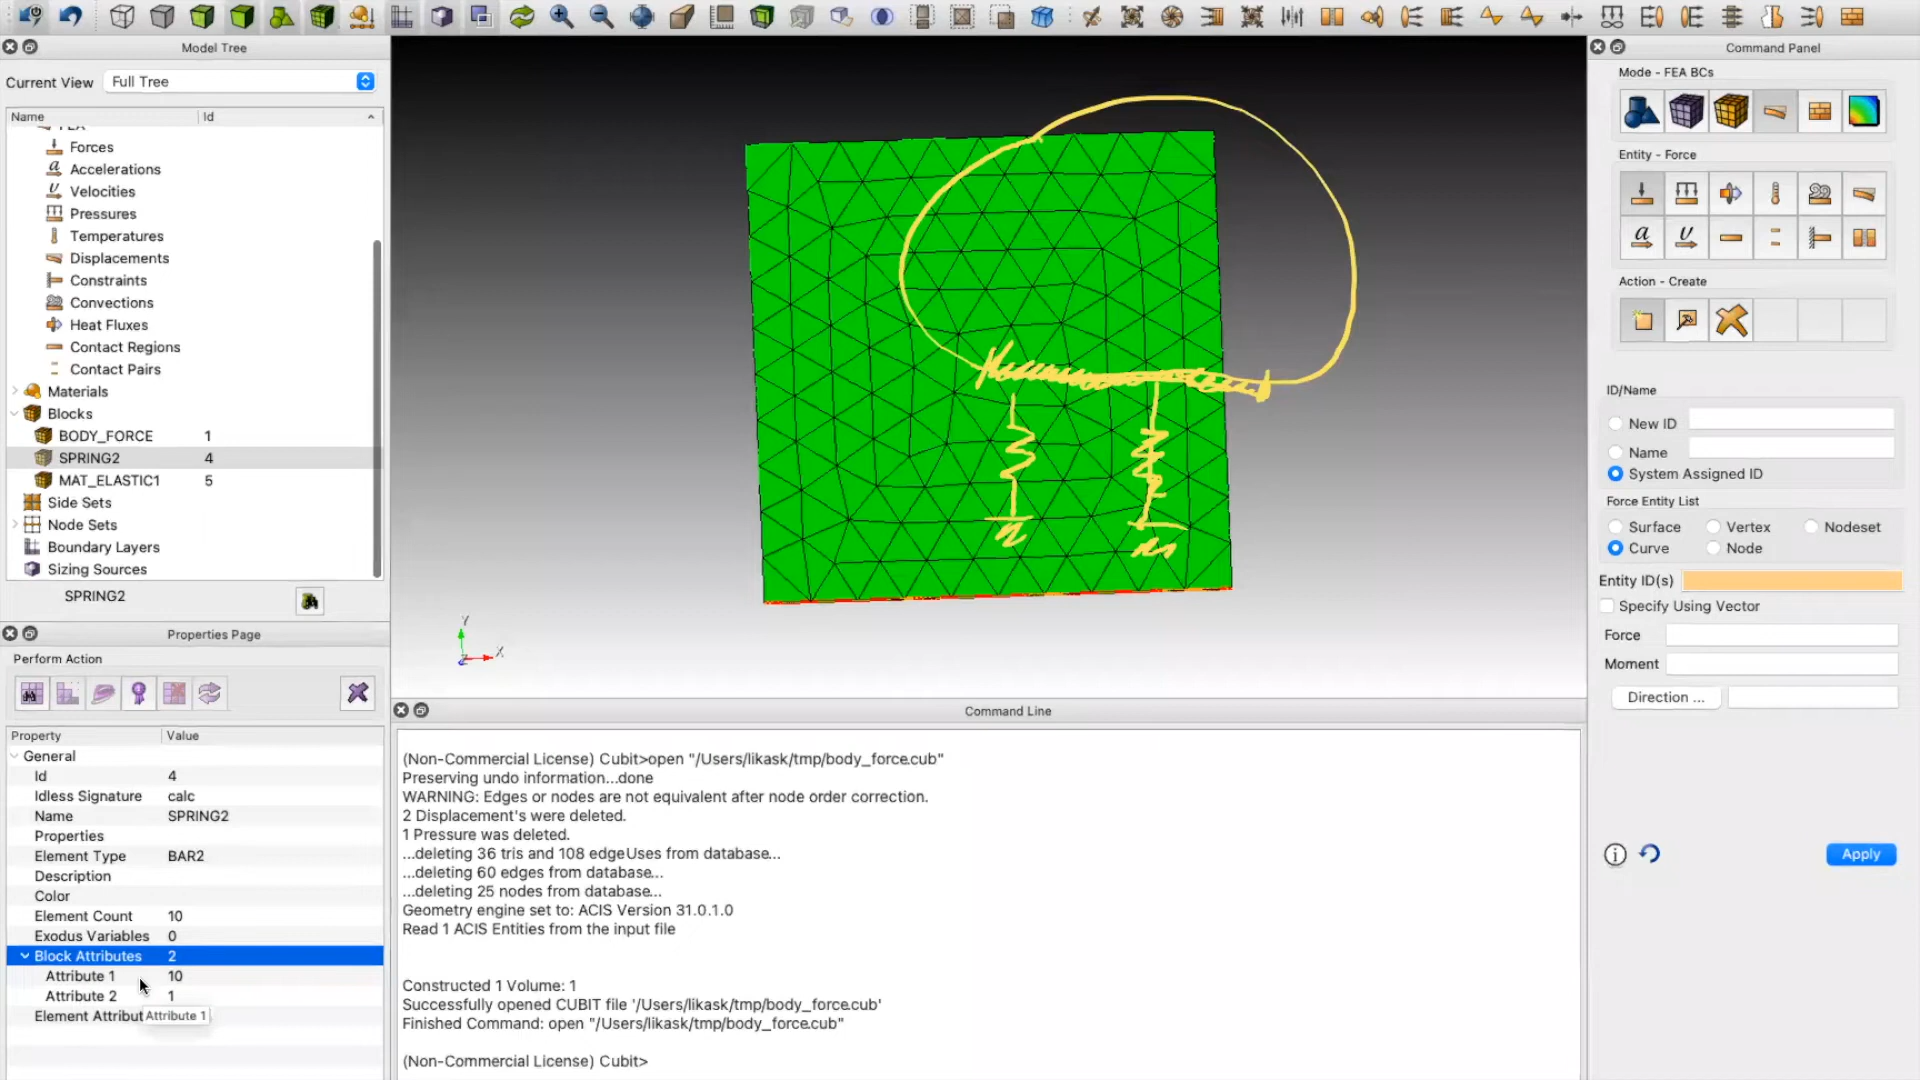 Model Tree
Current View Full Tree
Name Id
Forces
Accelerations
Velocities
Pressures
Temperatures
Displacements
Constraints
Convections
Heat Fluxes
Contact Regions
Contact Pairs
Materials
Blocks
BODY_FORCE 1
SPRING2 4
MAT_ELASTIC1 5
Side Sets
Node Sets
Boundary Layers
Sizing Sources
SPRING2
Properties Page
Perform Action
Property Value
General
Id 4
Idless Signature calc
Name SPRING2
Properties
Element Type BAR2
Description
Color
Element Count 10
Exodus Variables 0
Block Attributes 2
Attribute 1 10
Attribute 2 1
Element Attribut
Attribute 1
Y
Z
X
Command Line
(Non-Commercial License) Cubit>open "/Users/likask/tmp/body_force.cub"
Preserving undo information...done
WARNING: Edges or nodes are not equivalent after node order correction.
2 Displacement's were deleted.
1 Pressure was deleted.
...deleting 36 tris and 108 edgeUses from database...
...deleting 60 edges from database...
...deleting 25 nodes from database...
Geometry engine set to: ACIS Version 31.0.1.0
Read 1 ACIS Entities from the input file
Constructed 1 Volume: 1
Successfully opened CUBIT file '/Users/likask/tmp/body_force.cub'
Finished Command: open "/Users/likask/tmp/body_force.cub"
(Non-Commercial License) Cubit>
Command Panel
Mode - FEA BCs
Entity - Force
a v
Action - Create
ID/Name
New ID
Name
System Assigned ID
Force Entity List
Surface Vertex Nodeset
Curve Node
Entity ID(s)
Specify Using Vector
Force
Moment
Direction ...
Apply